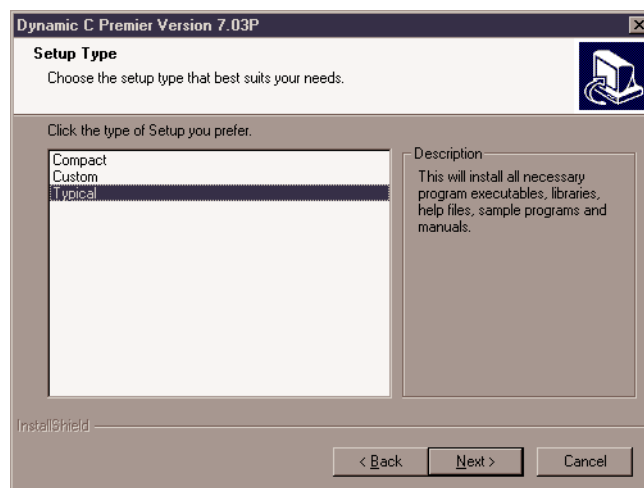 Dynamic C Premier Version 7.03P
Setup Type
Choose the setup type that best suits your needs.
Click the type of Setup you prefer.
Compact
Custom
Typical
Description
This will install all necessary
program executables, libraries,
help files, sample programs and
manuals.
InstallShield
< Back
Next >
Cancel